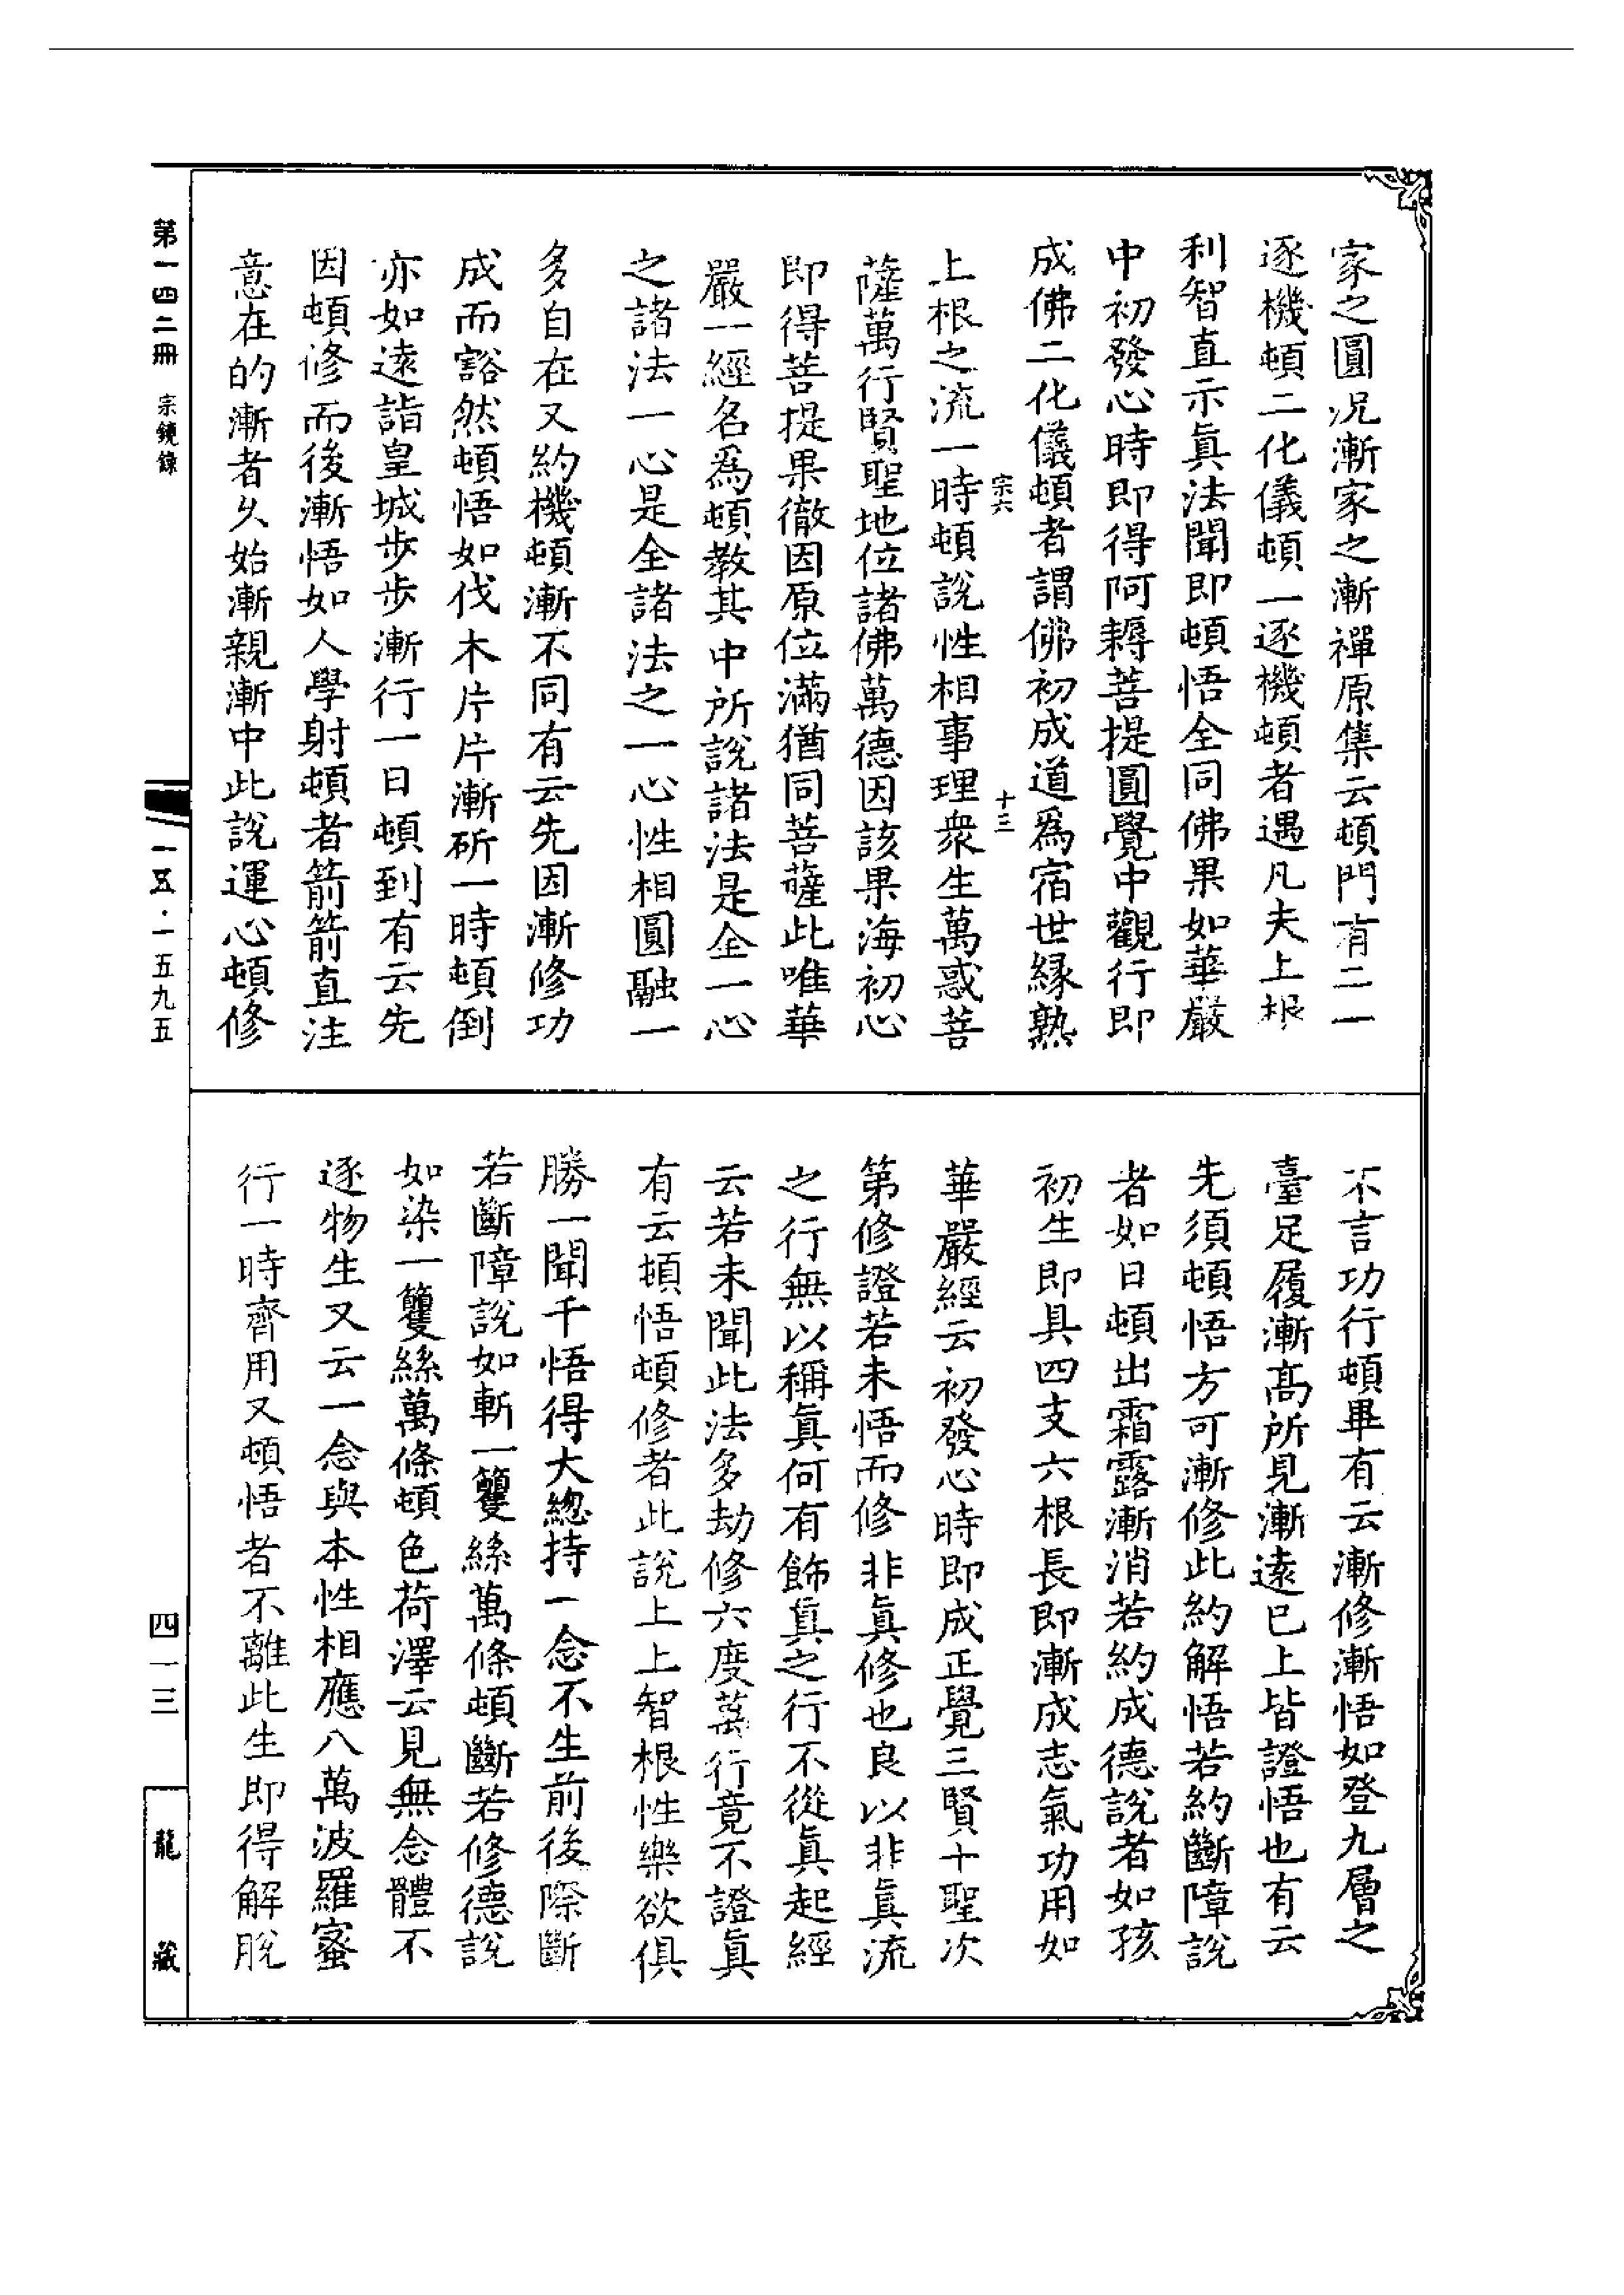 家之圓况漸家之漸禪原集云頓門有二一
逐機頓二化儀頓一逐機頓者遇凡夫上根
利智直示眞法聞即頓悟全同佛果如華嚴
中初發心時即得阿耨菩提圓覺中觀行即
成佛二化儀頓者謂佛初成道爲宿世緣熟
宗六 十三
上根之流一時頓說性相事理衆生萬惑菩
薩萬行賢聖地位諸佛萬德因該果海初心
即得菩提果徹因原位滿猶同菩薩此唯華
嚴一經名爲頓教其中所說諸法是全一心
之諸法一心是全諸法之一心性相圓融一
多自在又約機頓漸不同有云先因漸修功
成而豁然頓悟如伐木片片漸斫一時頓倒
亦如逺詣皇城步步漸行一日頓到有云先
因頓修而後漸悟如人學射頓者箭箭直注
意在的漸者久始漸親漸中此說運心頓修
不言功行頓畢有云漸修漸悟如登九層之
臺足履漸髙所見漸逺已上皆證悟也有云
先須頓悟方可漸修此約解悟若約斷障說
者如日頓出霜露漸消若約成德說者如孩
初生即具四支六根長即漸成志氣功用如
華嚴經云初發心時即成正覺三賢十聖次
第修證若未悟而修非眞修也良以非眞流
之行無以稱眞何有飾眞之行不從眞起經
云若未聞此法多劫修六度萬行竟不證眞
有云頓悟頓修者此說上上智根性樂欲俱
勝一聞千悟得大緫持一念不生前後際斷
若斷障說如斬一籰絲萬條頓斷若修德說
如染一籰絲萬條頓色荷澤云見無念體不
逐物生又云一念與本性相應八萬波羅蜜
行一時齊用又頓悟者不離此生即得解脫
第一四二冊 宗鏡錄
一五·一五九五
四一三
龍藏